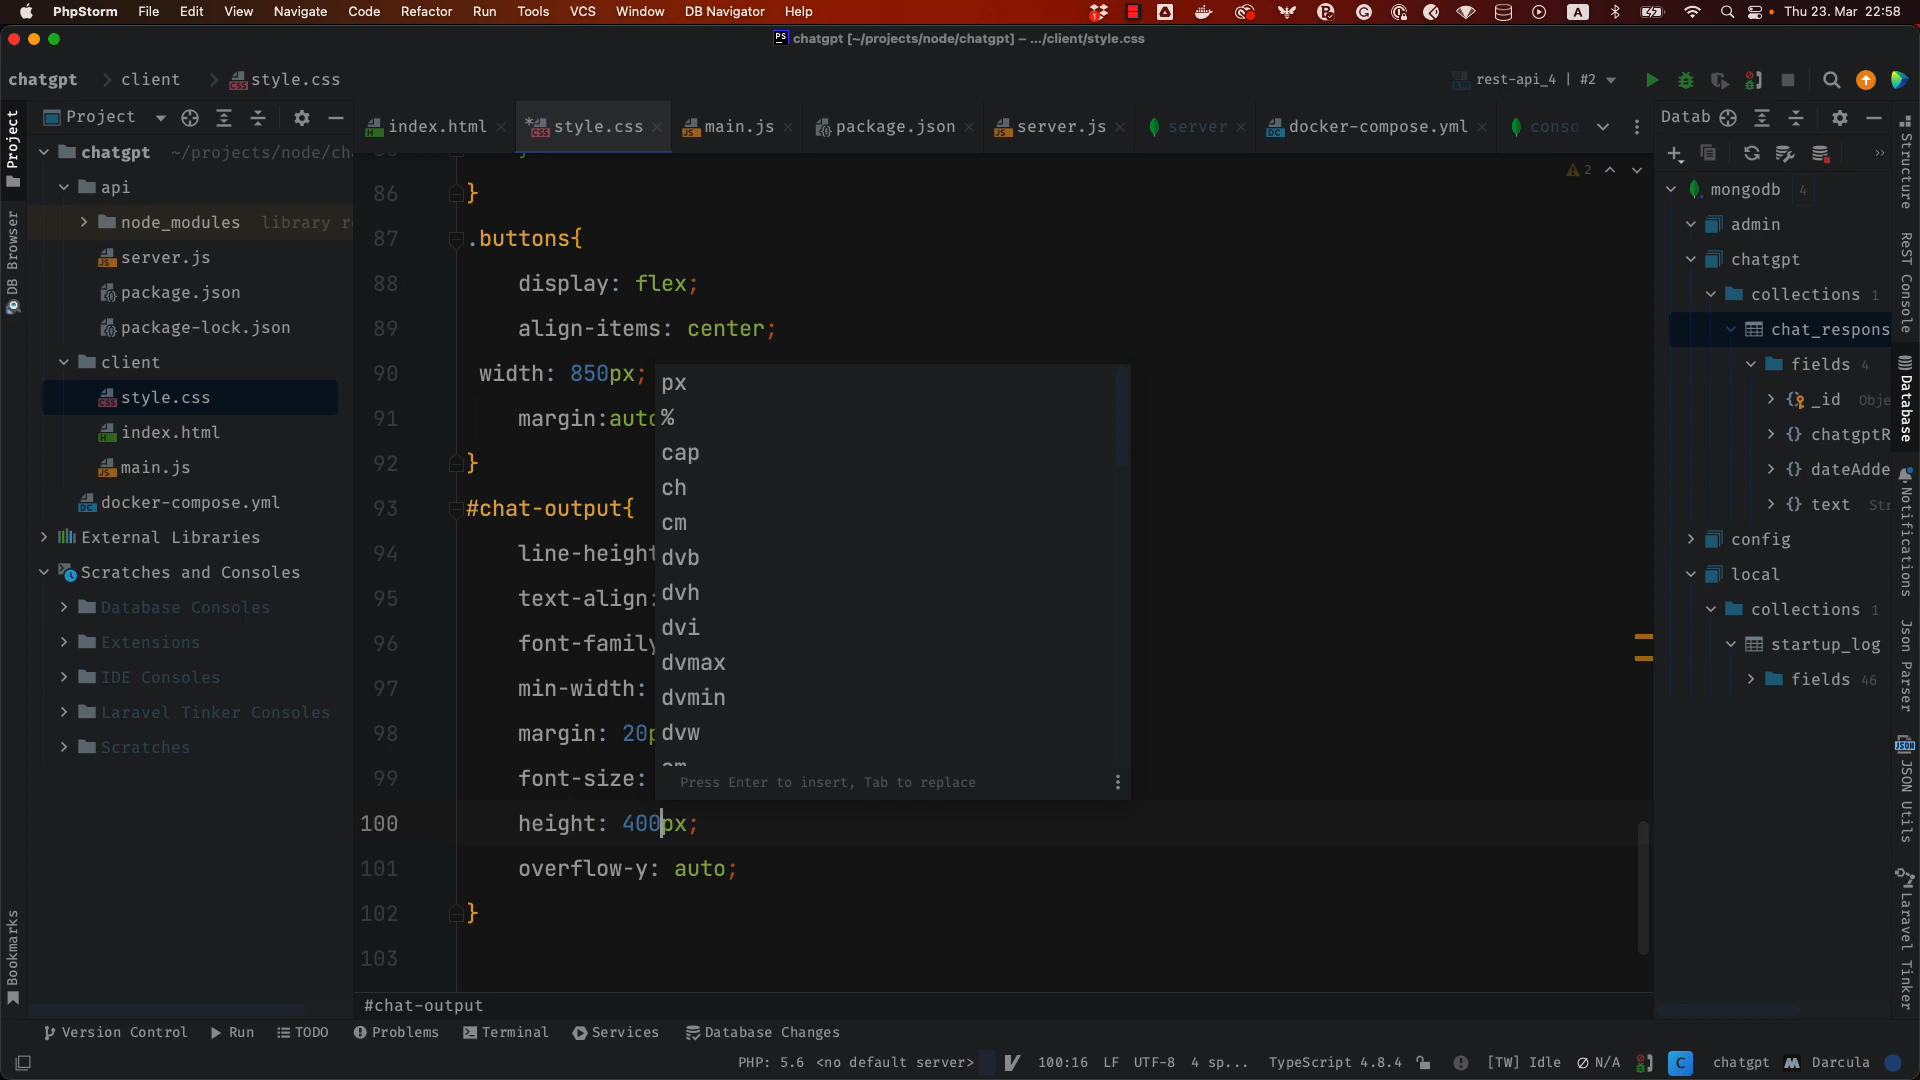 PhpStorm File Edit View Navigate Code Refactor Run Tools VCS Window DB Navigator Help
A Thu 23. Mar 22:58
PS chatgpt [~/projects/node/chatgpt] – .../client/style.css
chatgpt client style.css
rest-api_4 | #2
Project
index.html *style.css main.js package.json server.js server docker-compose.yml conso
Datab
chatgpt ~/projects/node/ch
api
node_modules library r
server.js
package.json
package-lock.json
client
style.css
index.html
main.js
docker-compose.yml
External Libraries
Scratches and Consoles
Database Consoles
Extensions
IDE Consoles
Laravel Tinker Consoles
Scratches
Project
DB Browser
Bookmarks
2
86 }
87 .buttons{
88 display: flex;
89 align-items: center;
90 width: 850px;
91 margin:auto
92 }
93 #chat-output{
94 line-height
95 text-align:
96 font-family
97 min-width:
98 margin: 20p
99 font-size:
100 height: 400px;
101 overflow-y: auto;
102 }
103
px
%
cap
ch
cm
dvb
dvh
dvi
dvmax
dvmin
dvw
Press Enter to insert, Tab to replace
#chat-output
mongodb 4
admin
chatgpt
collections 1
chat_respons
fields 4
_id Obje
chatgptR
dateAdde
text Str
config
local
collections 1
startup_log
fields 46
Structure
ReST Console
Database
Notifications
Json Parser
JSON Utils
Laravel Tinker
Version Control Run TODO Problems Terminal Services Database Changes
PHP: 5.6 <no default server> 100:16 LF UTF-8 4 sp... TypeScript 4.8.4 [TW] Idle Ø N/A C chatgpt Darcula